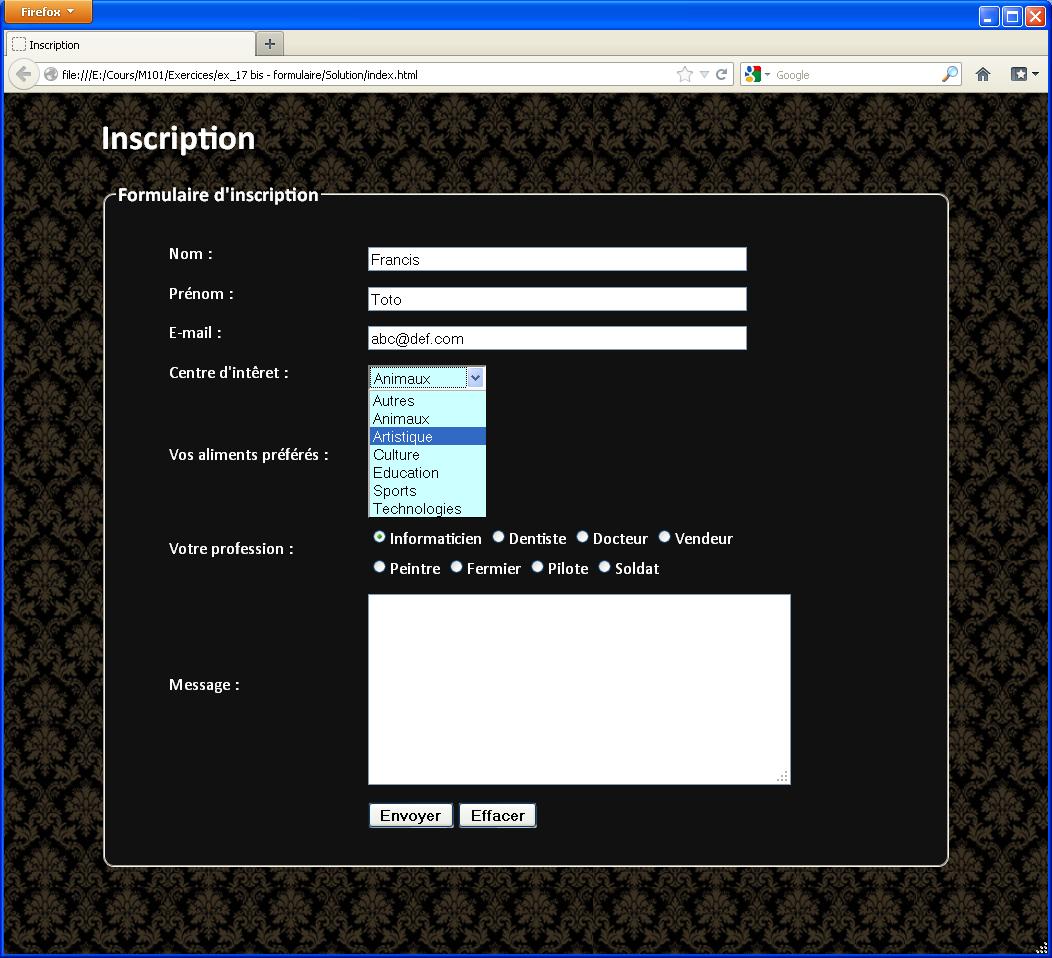 Firefox
Inscription
file:///E:/Cours/M101/Exercices/ex_17 bis - formulaire/Solution/index.html
Google
Inscription
Formulaire d'inscription
Nom :
Francis
Prénom :
Toto
E-mail :
abc@def.com
Centre d'intêret :
Animaux
Autres
Animaux
Artistique
Vos aliments préférés :
Culture
Education
Sports
Technologies
Votre profession :
Informaticien Dentiste Docteur Vendeur
Peintre Fermier Pilote Soldat
Message :
Envoyer Effacer